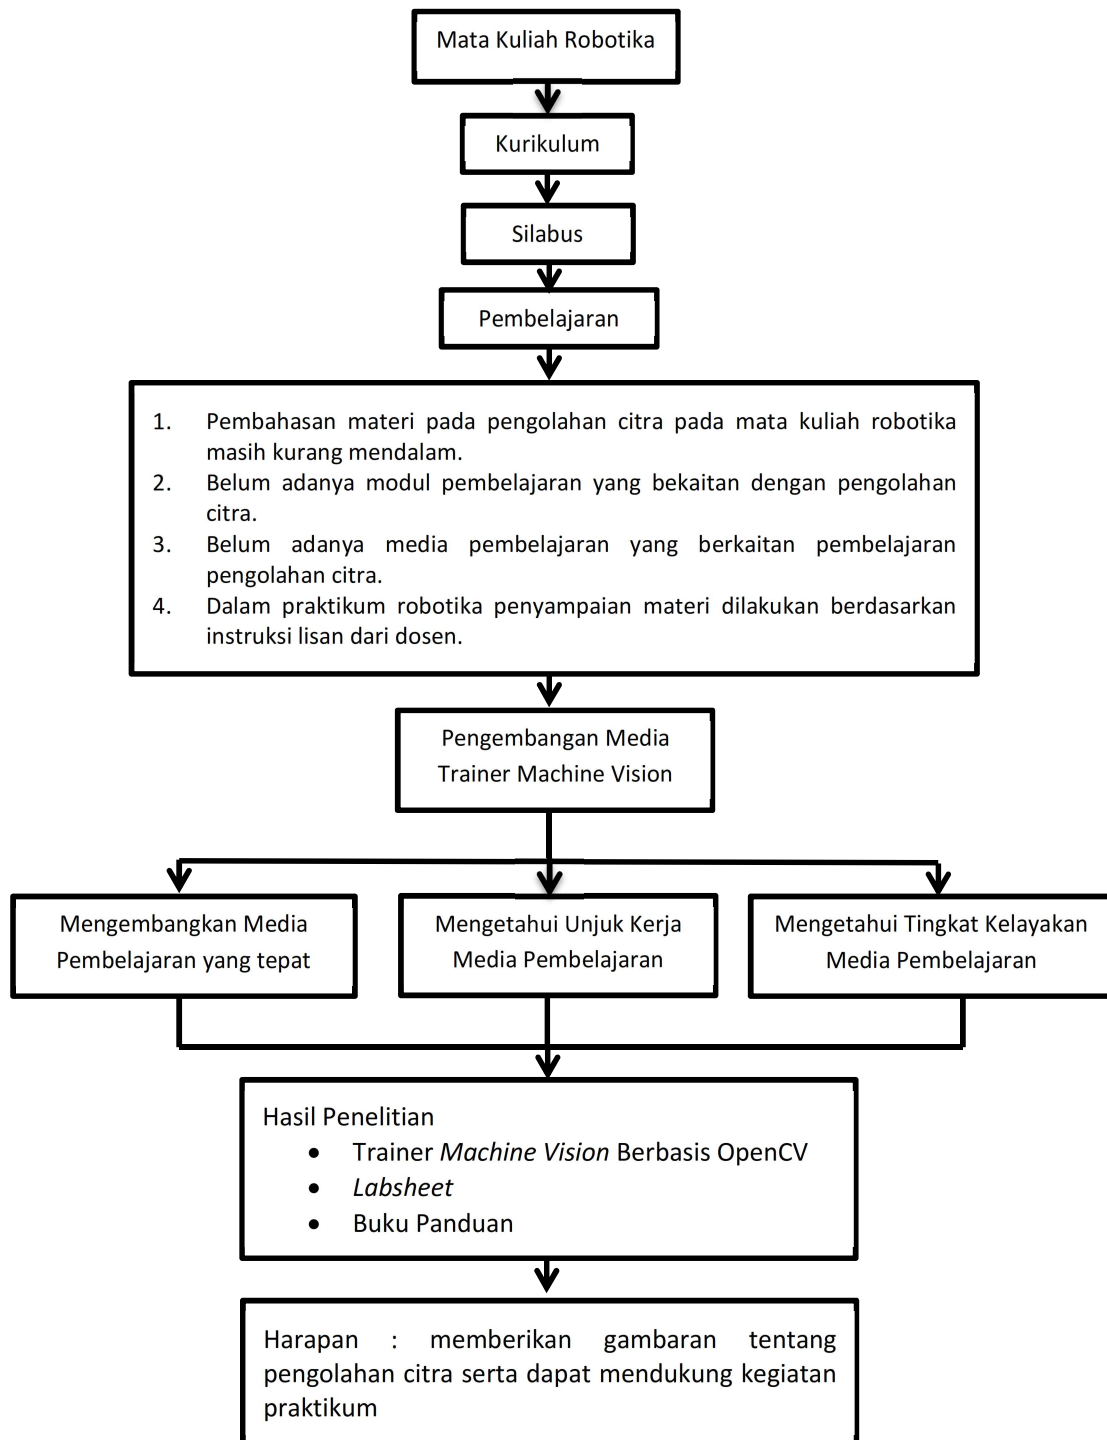 Mata Kuliah Robotika
Kurikulum
Silabus
Pembelajaran
1. Pembahasan materi pada pengolahan citra pada mata kuliah robotika
masih kurang mendalam.
2. Belum adanya modul pembelajaran yang bekaitan dengan pengolahan
citra.
3. Belum adanya media pembelajaran yang berkaitan pembelajaran
pengolahan citra.
4. Dalam praktikum robotika penyampaian materi dilakukan berdasarkan
instruksi lisan dari dosen.
Pengembangan Media
Trainer Machine Vision
Mengembangkan Media
Pembelajaran yang tepat
Mengetahui Unjuk Kerja
Media Pembelajaran
Mengetahui Tingkat Kelayakan
Media Pembelajaran
Hasil Penelitian
• Trainer Machine Vision Berbasis OpenCV
• Labsheet
• Buku Panduan
Harapan : memberikan gambaran tentang
pengolahan citra serta dapat mendukung kegiatan
praktikum